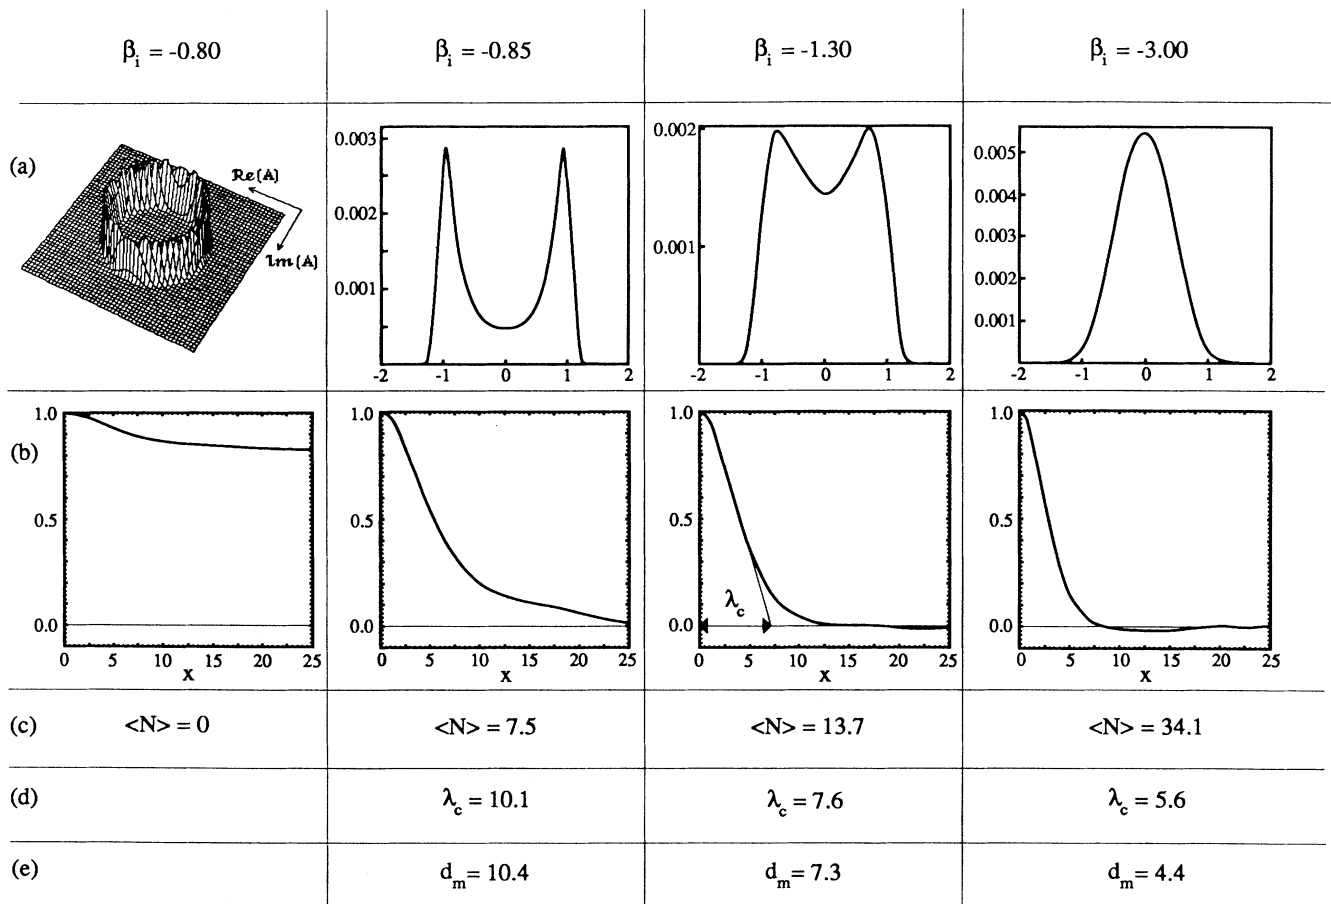 β_i = -0.80 β_i = -0.85 β_i = -1.30 β_i = -3.00
(a)
Re(A)
Im(A)
0.003
0.002
0.001
-2 -1 0 1 2
0.002
0.001
-2 -1 0 1 2
0.005
0.004
0.003
0.002
0.001
-2 -1 0 1 2
(b)
1.0
0.5
0.0
0 5 10 15 20 25
x
1.0
0.5
0.0
0 5 10 15 20 25
x
1.0
0.5
λ_c
0.0
0 5 10 15 20 25
x
1.0
0.5
0.0
0 5 10 15 20 25
x
(c) <N> = 0 <N> = 7.5 <N> = 13.7 <N> = 34.1
(d) λ_c = 10.1 λ_c = 7.6 λ_c = 5.6
(e) d_m = 10.4 d_m = 7.3 d_m = 4.4